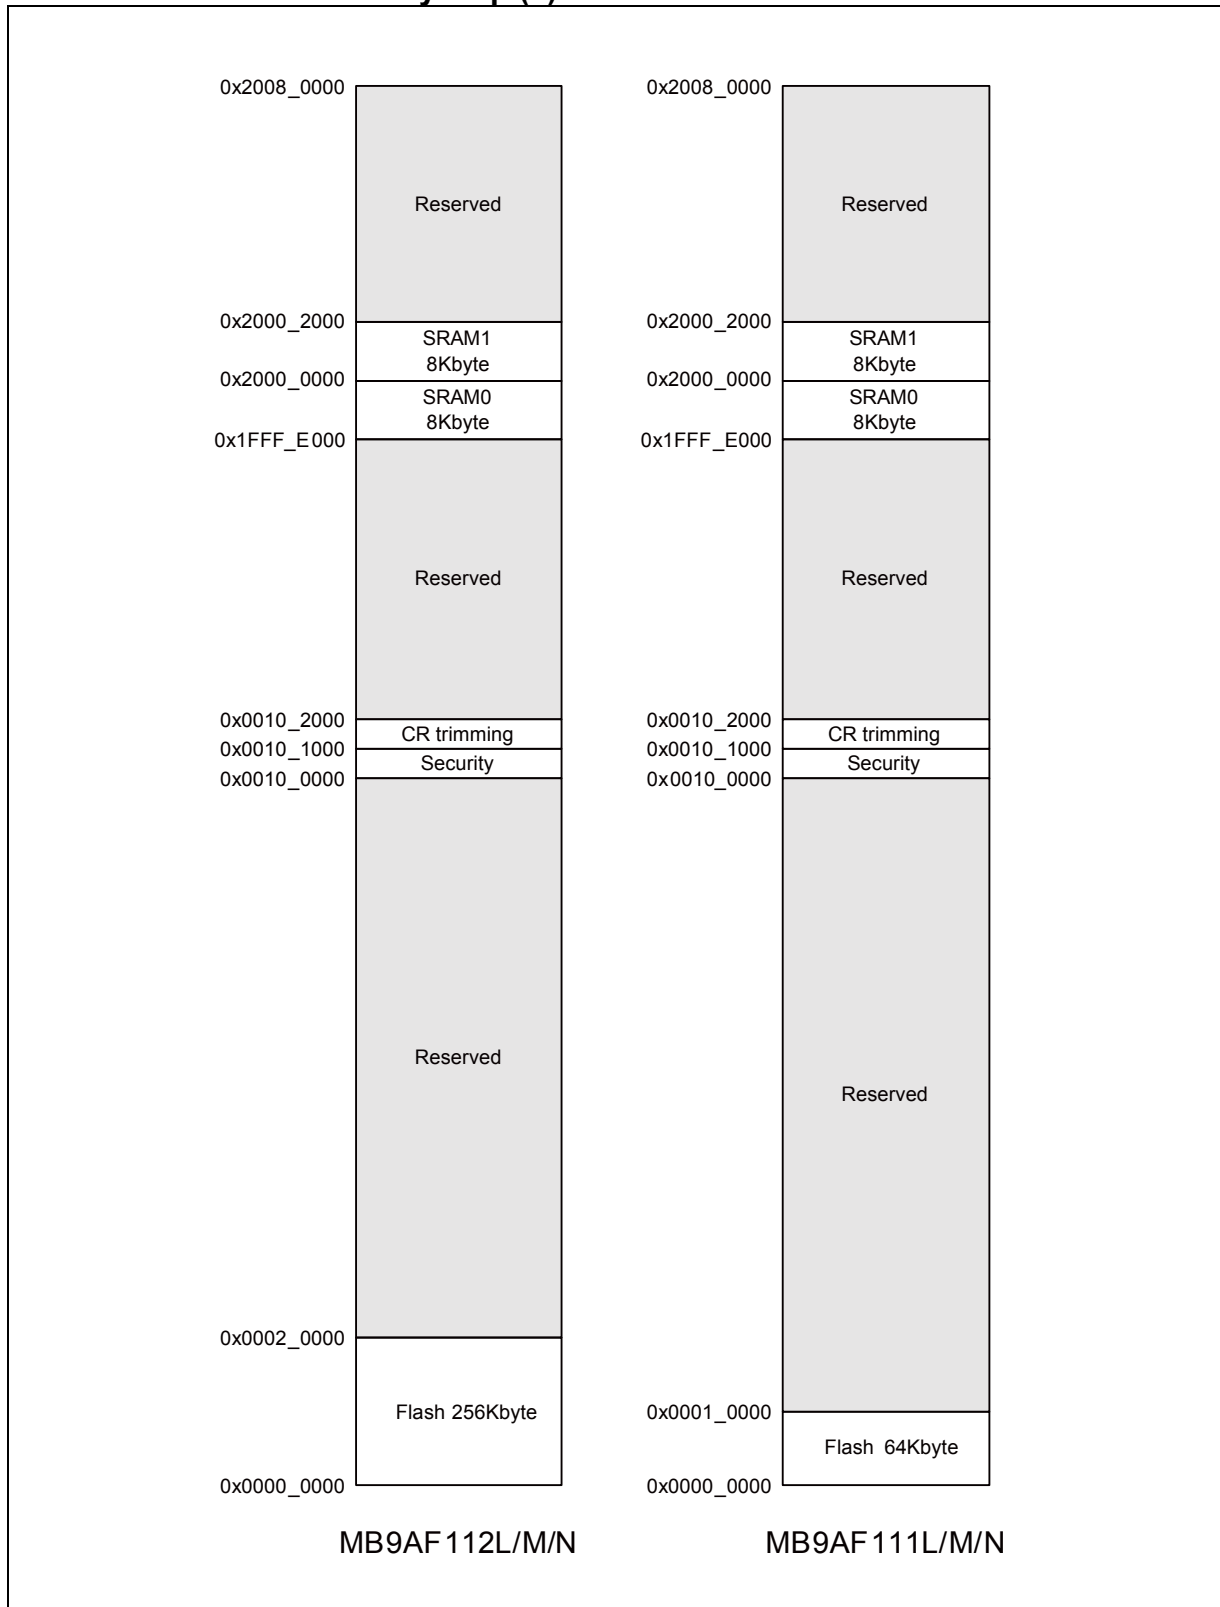 0x2008_0000
Reserved
0x2000_2000
SRAM1
8Kbyte
0x2000_0000
SRAM0
8Kbyte
0x1FFF_E000
Reserved
0x0010_2000
CR trimming
0x0010_1000
Security
0x0010_0000
Reserved
0x0002_0000
Flash 256Kbyte
0x0000_0000
MB9AF112L/M/N
0x2008_0000
Reserved
0x2000_2000
SRAM1
8Kbyte
0x2000_0000
SRAM0
8Kbyte
0x1FFF_E000
Reserved
0x0010_2000
CR trimming
0x0010_1000
Security
0x0010_0000
Reserved
0x0001_0000
Flash 64Kbyte
0x0000_0000
MB9AF111L/M/N